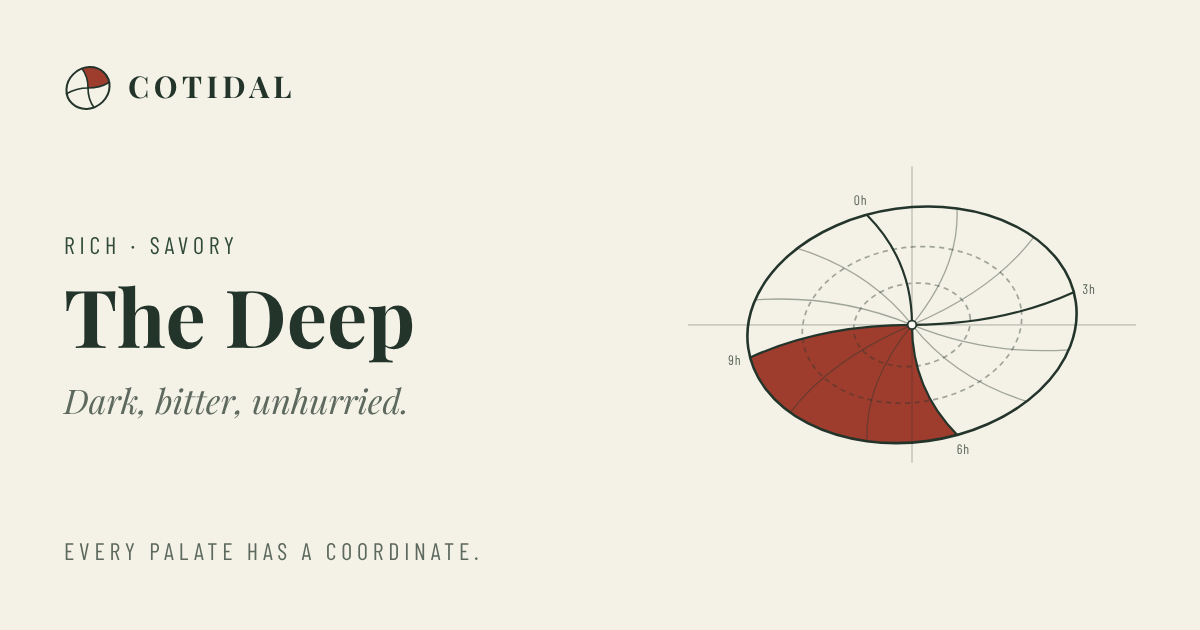 COTIDAL
RICH · SAVORY
The Deep
Dark, bitter, unhurried.
EVERY PALATE HAS A COORDINATE.
0h
3h
9h
6h